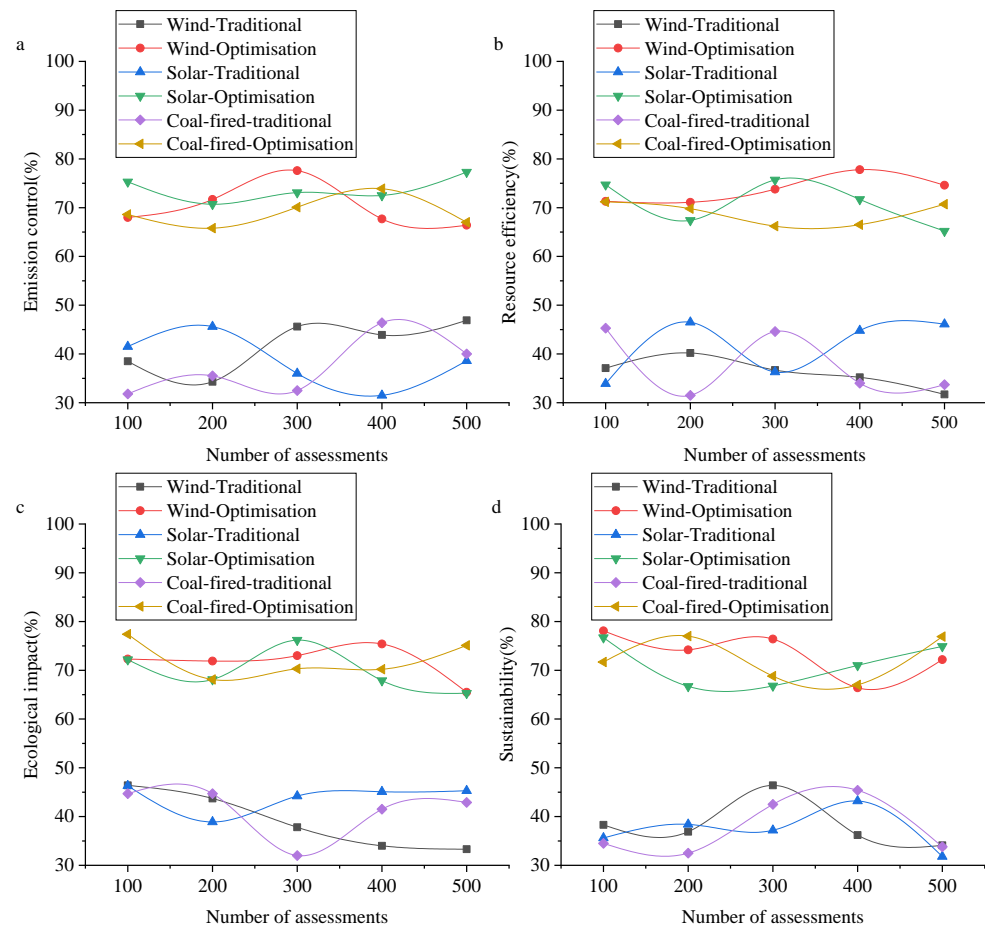 a
Wind-Traditional
Wind-Optimisation
Solar-Traditional
Solar-Optimisation
Coal-fired-traditional
Coal-fired-Optimisation
100
90
80
70
60
50
40
30
Emission control(%)
100 200 300 400 500
Number of assessments
b
Wind-Traditional
Wind-Optimisation
Solar-Traditional
Solar-Optimisation
Coal-fired-traditional
Coal-fired-Optimisation
100
90
80
70
60
50
40
30
Resource efficiency(%)
100 200 300 400 500
Number of assessments
c
Wind-Traditional
Wind-Optimisation
Solar-Traditional
Solar-Optimisation
Coal-fired-traditional
Coal-fired-Optimisation
100
90
80
70
60
50
40
30
Ecological impact(%)
100 200 300 400 500
Number of assessments
d
Wind-Traditional
Wind-Optimisation
Solar-Traditional
Solar-Optimisation
Coal-fired-traditional
Coal-fired-Optimisation
100
90
80
70
60
50
40
30
Sustainability(%)
100 200 300 400 500
Number of assessments